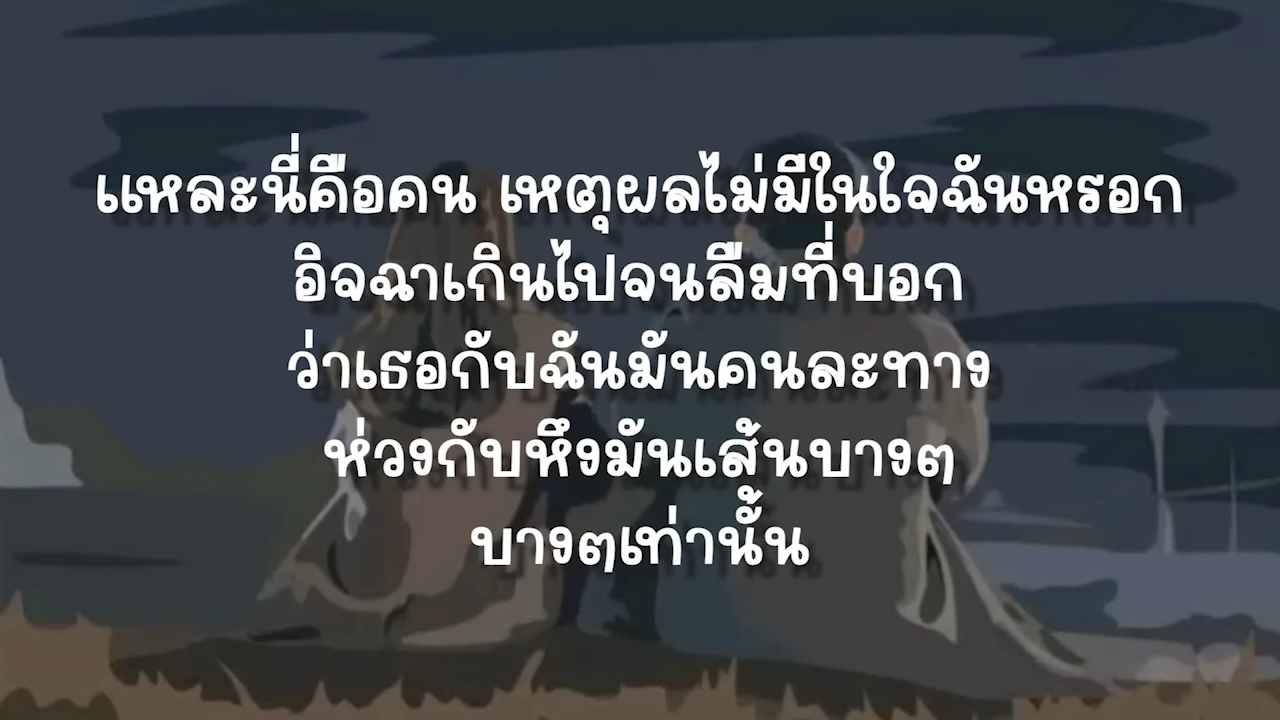 แหละนี่คือคน เหตุผลไม่มีในใจฉันหรอก
อิจฉาเกินไปจนลืมที่บอก
ว่าเธอกับฉันมันคนละทาง
ห่วงกับหึงมันเส้นบางๆ
บางๆเท่านั้น